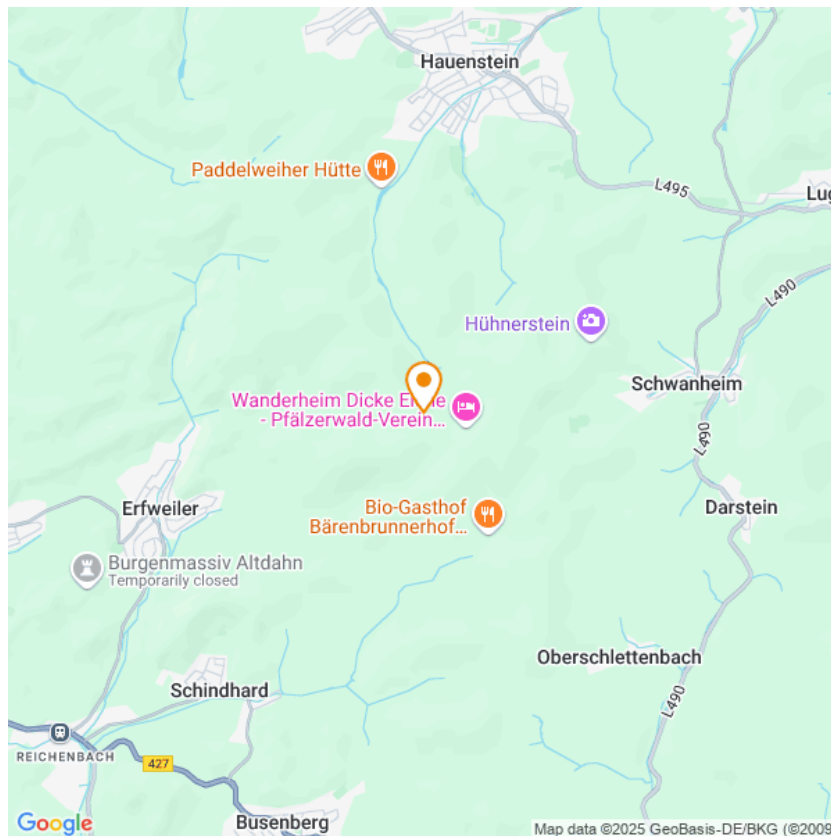 Hauenstein
Paddelweiher Hütte
L495
Lug
L490
L490
Hühnerstein
Schwanheim
Wanderheim Dicke
- Pfälzerwald-Verein...
L490
Bio-Gasthof
Bärenbrunnerhof...
Erfweiler
Darstein
Burgenmassiv Altdahn
Temporarily closed
Oberschlettenbach
Schindhard
L490
REICHENBACH
427
Busenberg
Google
Map data ©2025 GeoBasis-DE/BKG (©2009